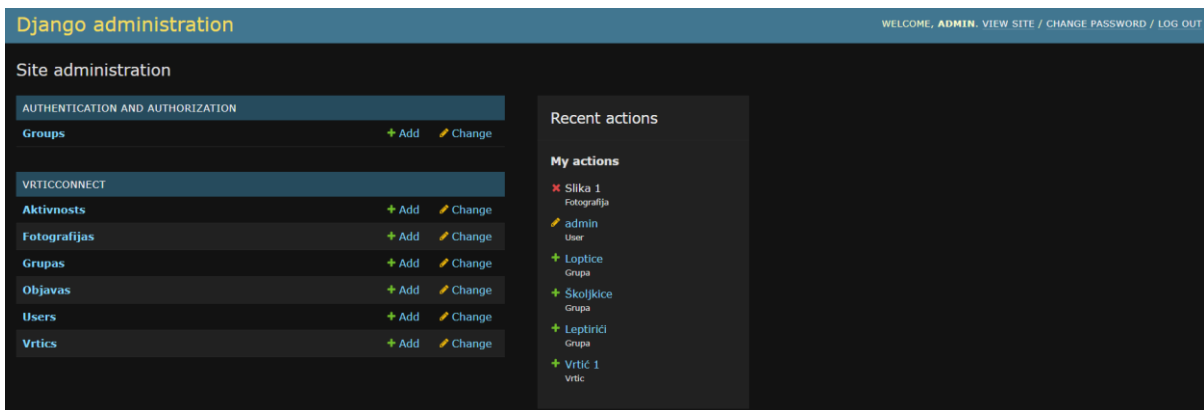 Django administration
WELCOME, ADMIN. VIEW SITE / CHANGE PASSWORD / LOG OUT
Site administration
AUTHENTICATION AND AUTHORIZATION
Groups + Add Change
VRTICCONNECT
Aktivnosts + Add Change
Fotografijas + Add Change
Grupas + Add Change
Objavas + Add Change
Users + Add Change
Vrtics + Add Change
Recent actions
My actions
Slika 1
Fotografija
admin
User
+ Loptice
Grupa
+ Školjkice
Grupa
+ Leptirići
Grupa
+ Vrtić 1
Vrtic